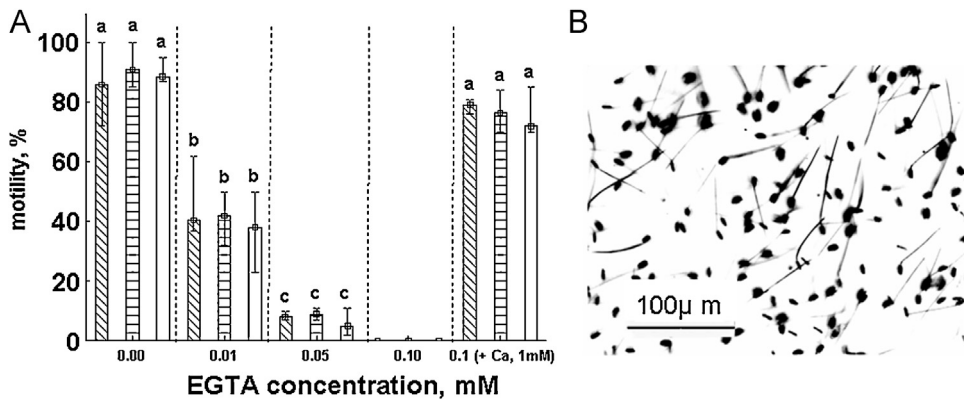 A
B
motility, %
100
80
60
40
20
0
a a a
b b b
c c c
a a a
0.00 0.01 0.05 0.10 0.1 (+ Ca, 1mM)
EGTA concentration, mM
100µ m